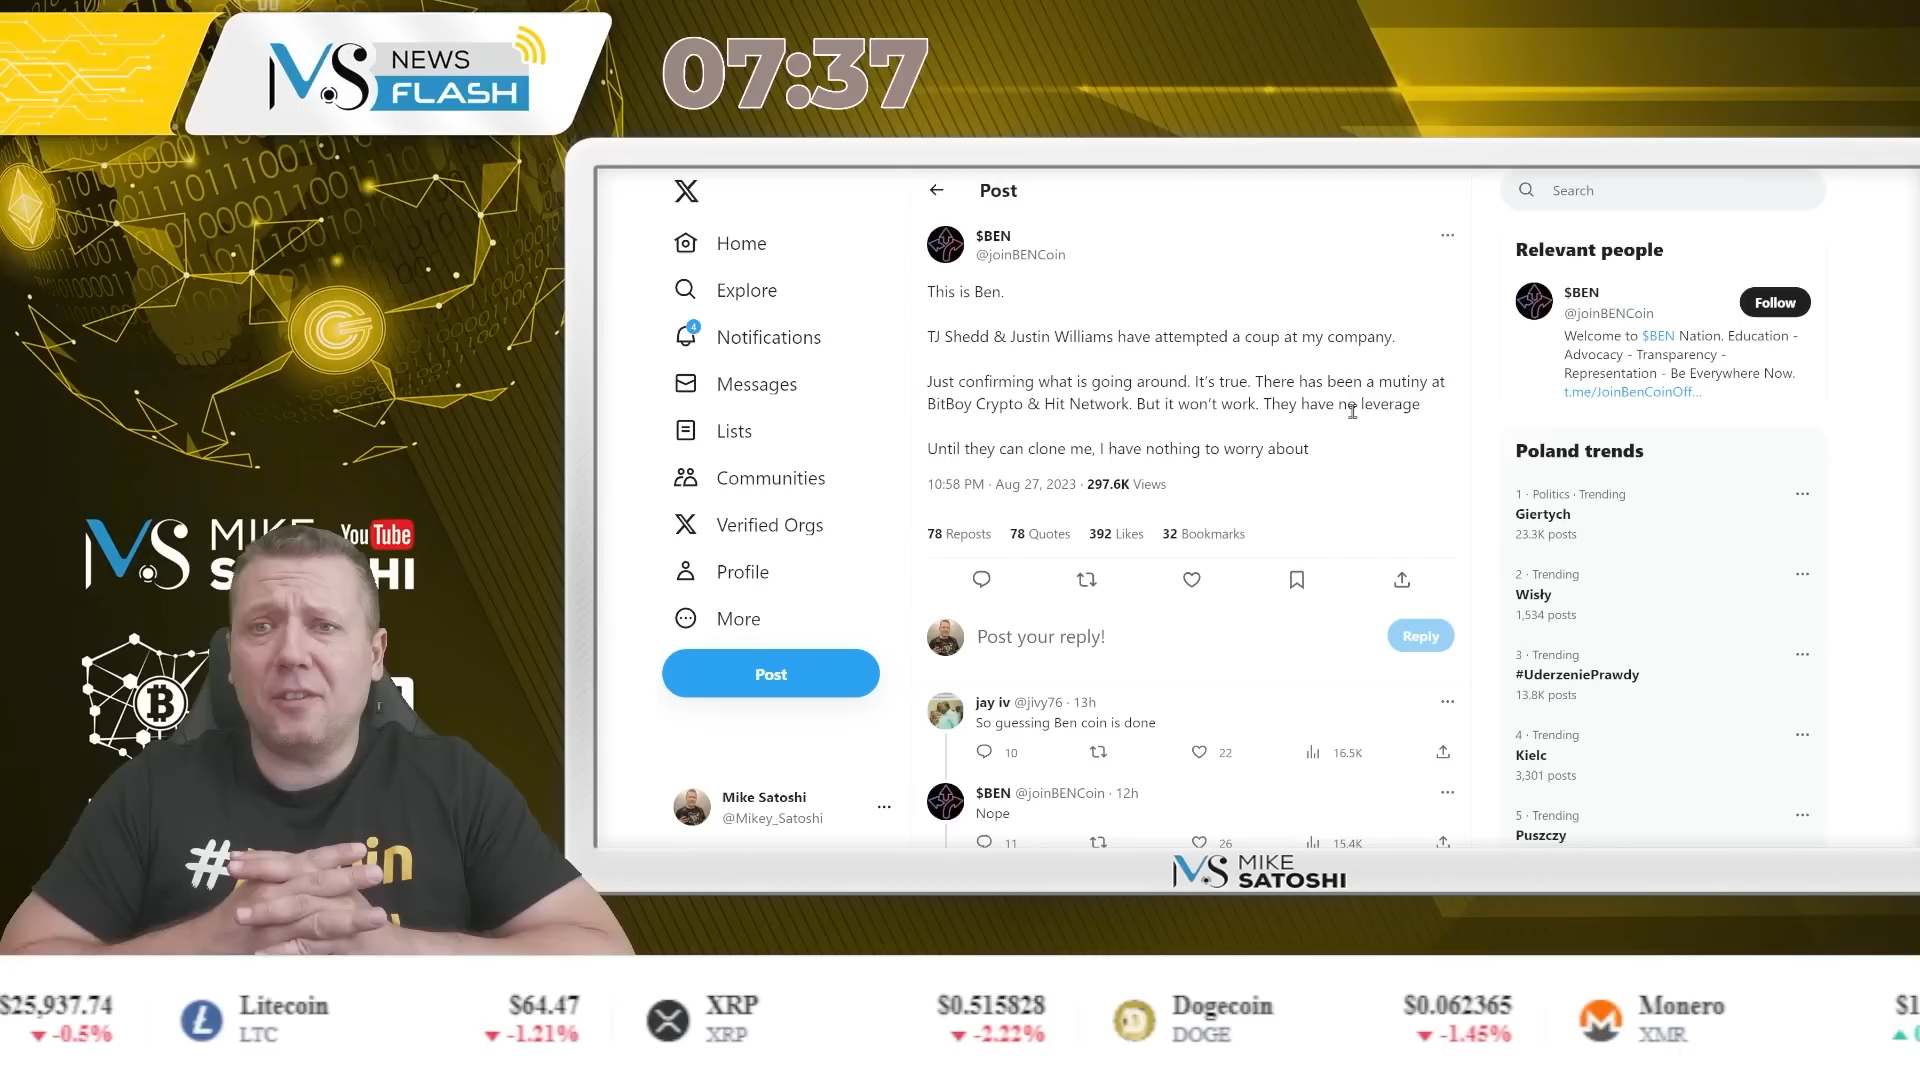 MS NEWS
FLASH
07:37
Post
Search
$BEN
@joinBENCoin
This is Ben.
TJ Shedd & Justin Williams have attempted a coup at my company.
Just confirming what is going around. It's true. There has been a mutiny at
BitBoy Crypto & Hit Network. But it won't work. They have no leverage
Until they can clone me, I have nothing to worry about
10:58 PM · Aug 27, 2023 · 297.6K Views
78 Reposts 78 Quotes 392 Likes 32 Bookmarks
Post your reply!
Reply
jay iv @jivy76 · 13h
So guessing Ben coin is done
10 22 16.5K
$BEN @joinBENCoin · 12h
Nope
11 26 15.4K
Home
Explore
4
Notifications
Messages
Lists
Communities
Verified Orgs
Profile
More
Post
Mike Satoshi
@Mikey_Satoshi
Relevant people
$BEN
@joinBENCoin
Follow
Welcome to $BEN Nation. Education -
Advocacy - Transparency -
Representation - Be Everywhere Now.
t.me/JoinBenCoinOff...
Poland trends
1 · Politics · Trending
Giertych
23.3K posts
2 · Trending
Wisły
1,534 posts
3 · Trending
#UderzeniePrawdy
13.8K posts
4 · Trending
Kielc
3,301 posts
5 · Trending
Puszczy
MS MIKE
SATOSHI
YouTube
MS MIKE
SATOSHI
$25,937.74 Litecoin $64.47 XRP $0.515828 Dogecoin $0.062365 Monero
-0.5% LTC -1.21% XRP -2.22% DOGE -1.45% XMR